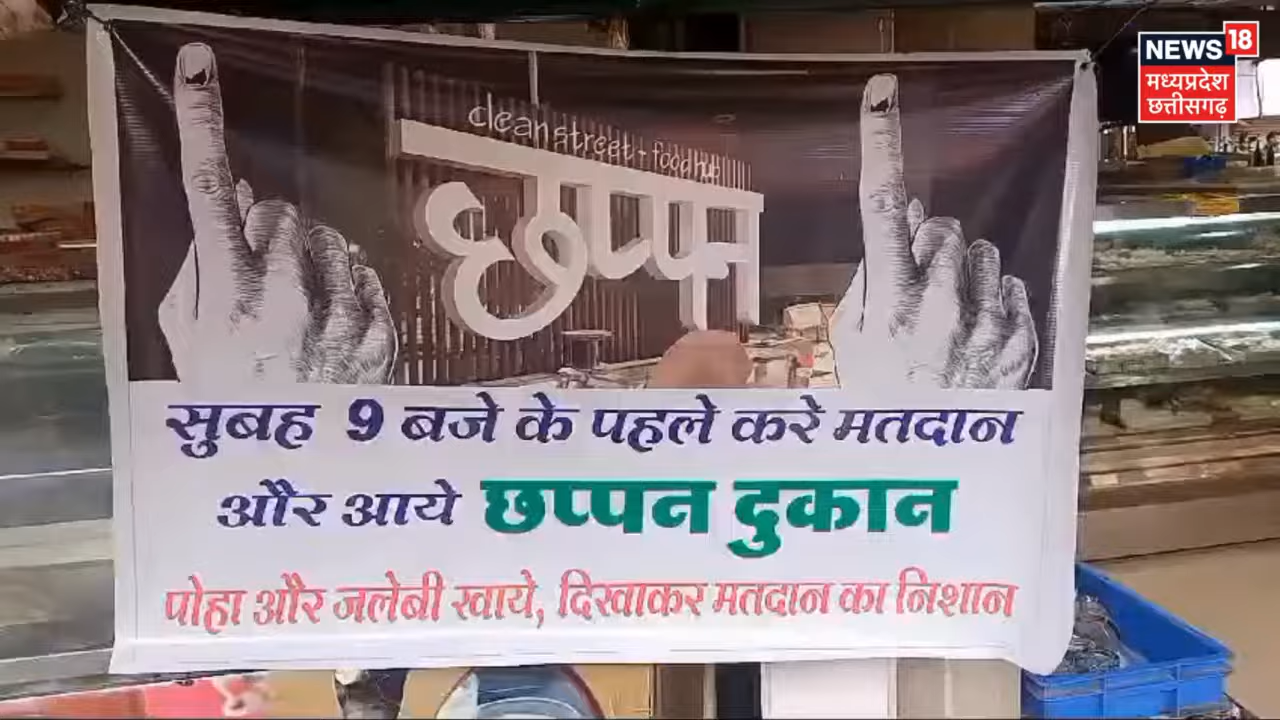 NEWS 18
मध्यप्रदेश
छत्तीसगढ़
clean street + food hub
छप्पन
सुबह 9 बजे के पहले करे मतदान
और आये छप्पन दुकान
पोहा और जलेबी खाये, दिखाकर मतदान का निशान